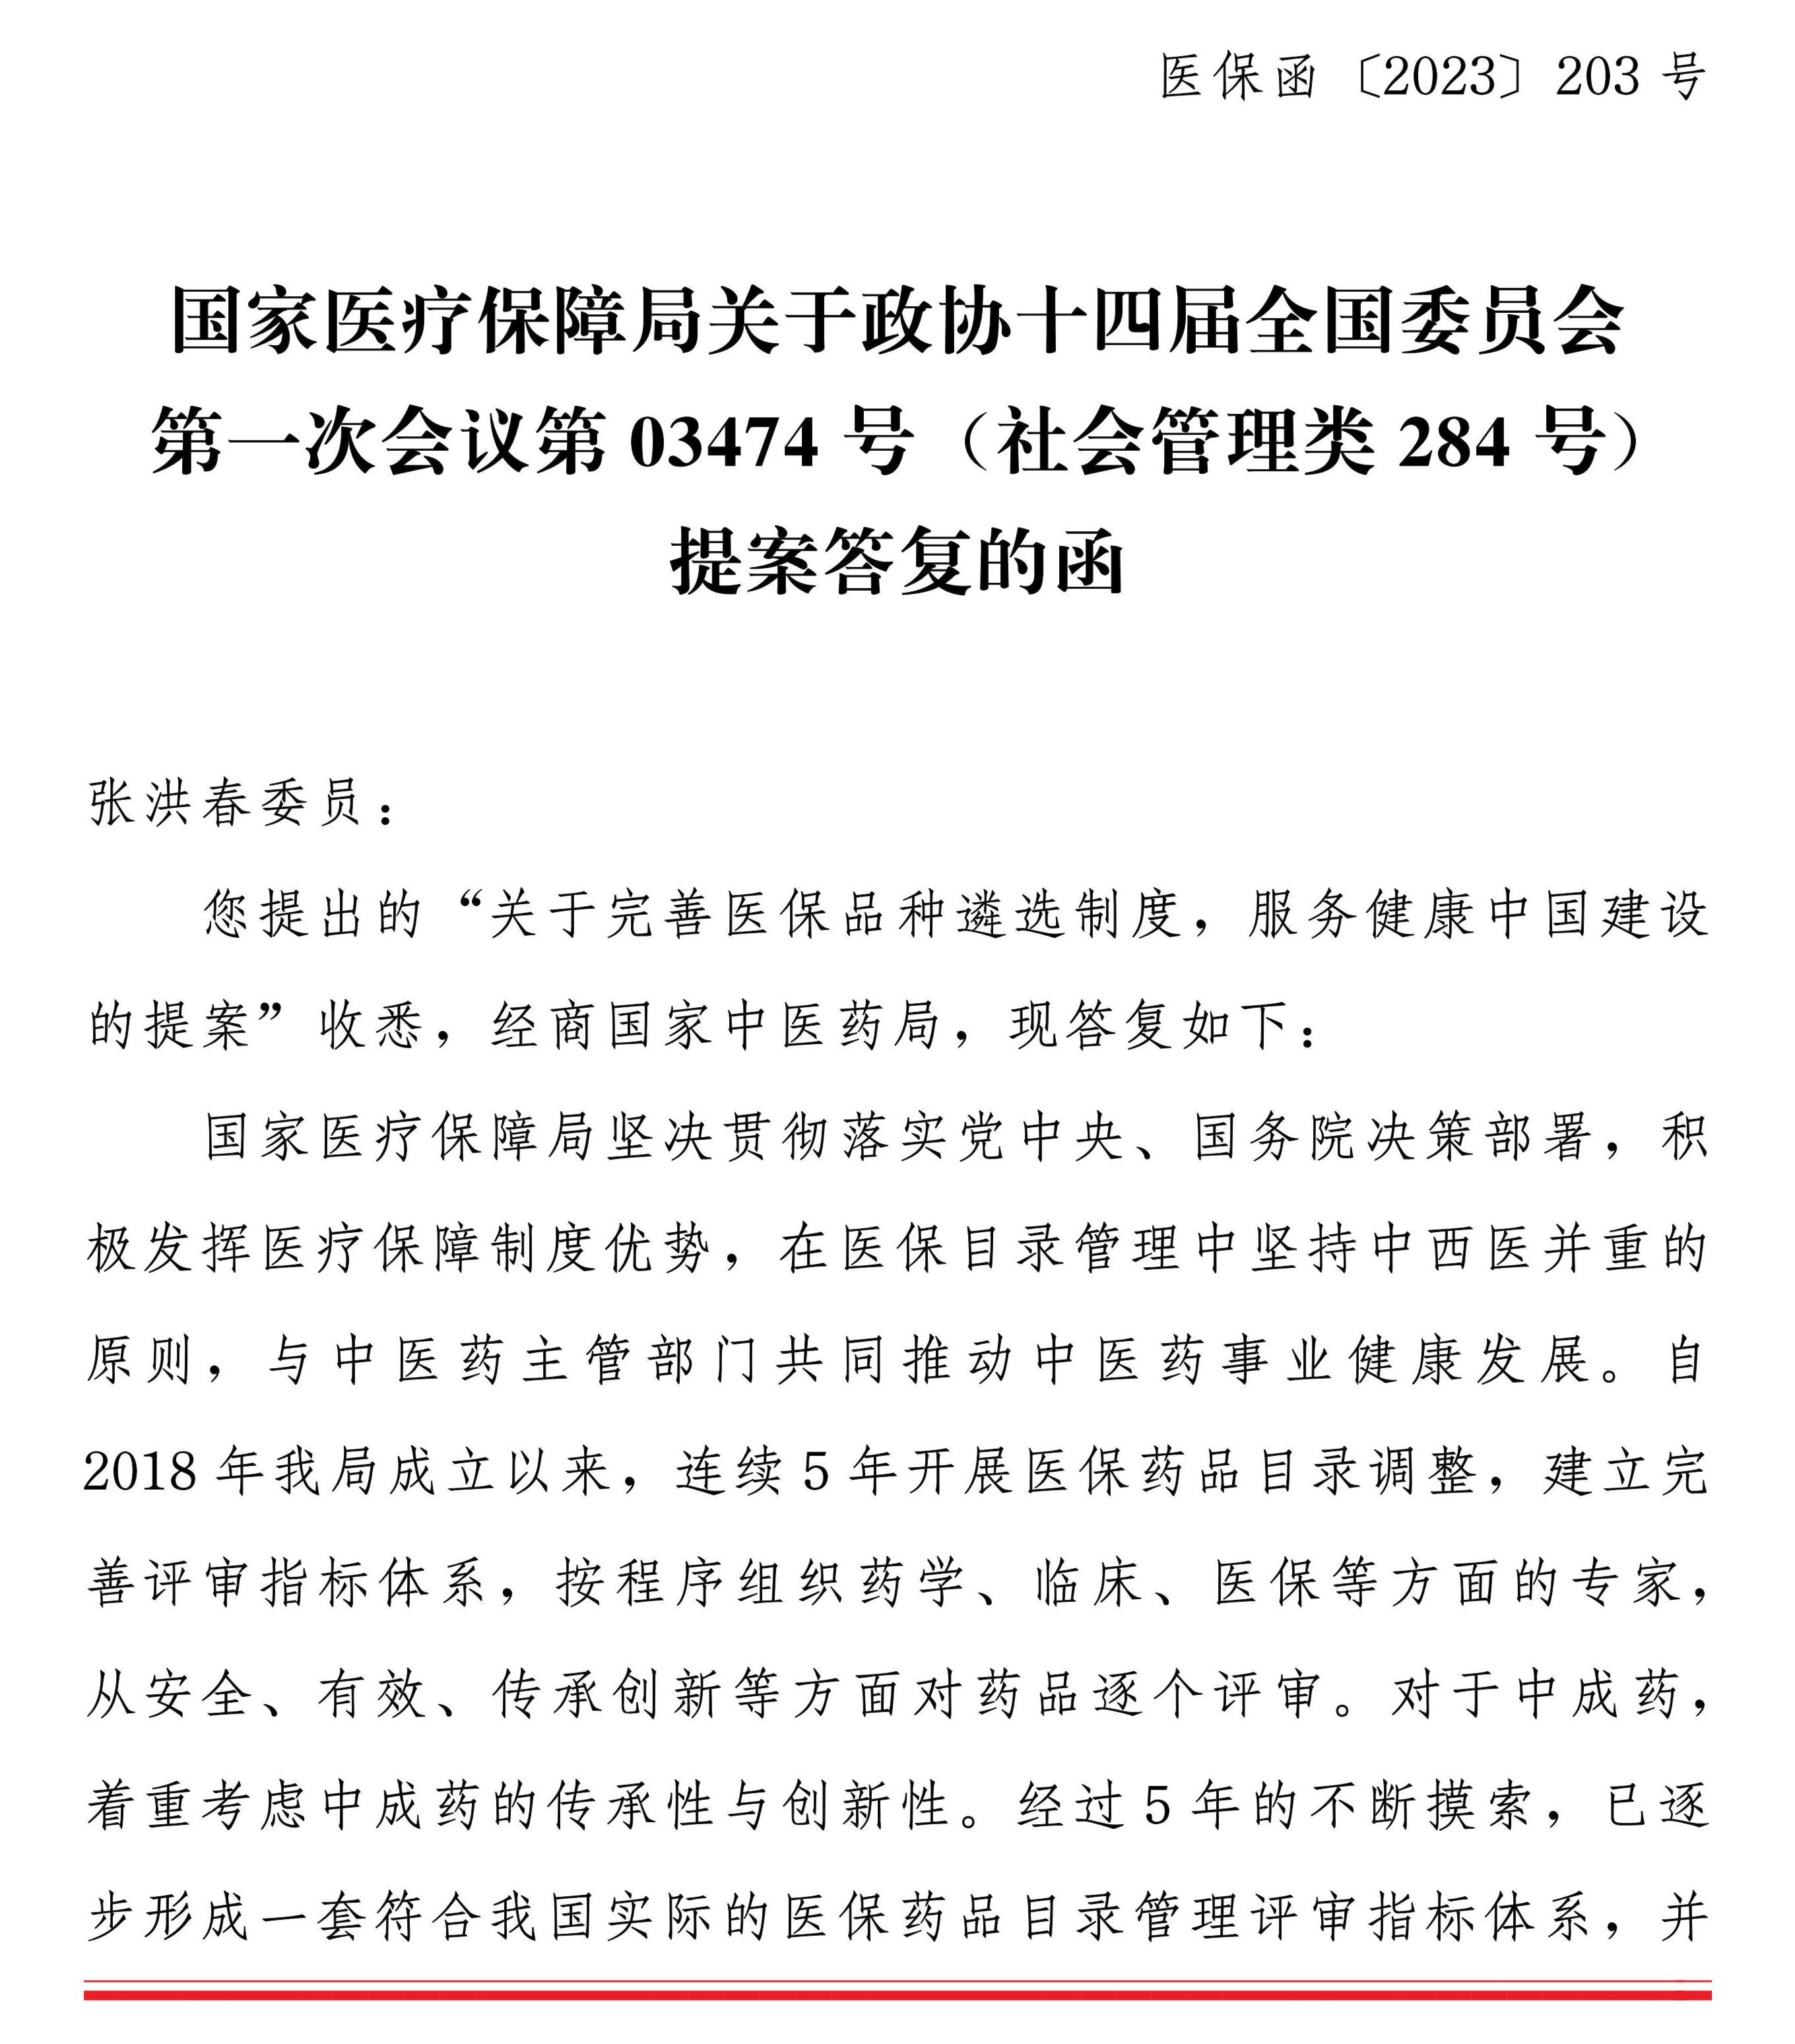 医保函〔2023〕203 号
国家医疗保障局关于政协十四届全国委员会
第一次会议第 03474 号（社会管理类 284 号）
提案答复的函
张洪春委员：
您提出的“关于完善医保品种遴选制度，服务健康中国建设
的提案”收悉，经商国家中医药局，现答复如下：
国家医疗保障局坚决贯彻落实党中央、国务院决策部署，积
极发挥医疗保障制度优势，在医保目录管理中坚持中西医并重的
原则，与中医药主管部门共同推动中医药事业健康发展。自
2018 年我局成立以来，连续 5 年开展医保药品目录调整，建立完
善评审指标体系，按程序组织药学、临床、医保等方面的专家，
从安全、有效、传承创新等方面对药品逐个评审。对于中成药，
着重考虑中成药的传承性与创新性。经过 5 年的不断摸索，已逐
步形成一套符合我国实际的医保药品目录管理评审指标体系，并